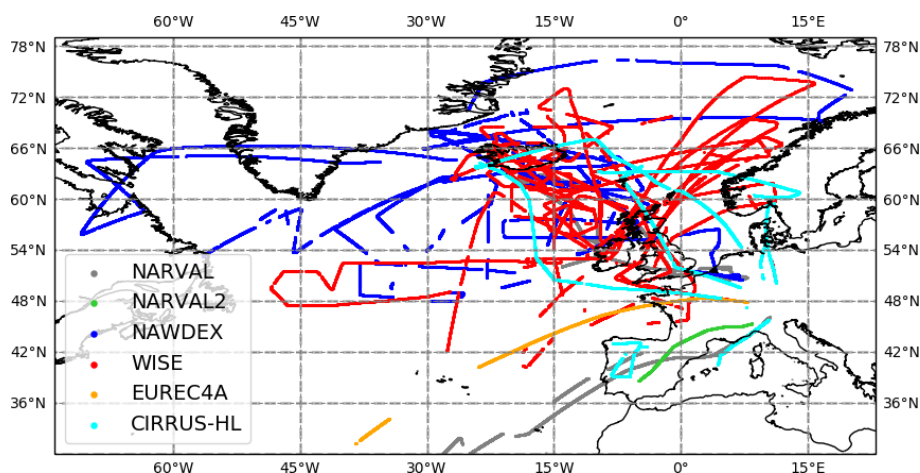 60°W 45°W 30°W 15°W 0° 15°E
78°N 78°N
72°N 72°N
66°N 66°N
60°N 60°N
54°N 54°N
NARVAL
48°N 48°N
NARVAL2
NAWDEX
42°N 42°N
WISE
EUREC4A
36°N 36°N
CIRRUS-HL
60°W 45°W 30°W 15°W 0° 15°E